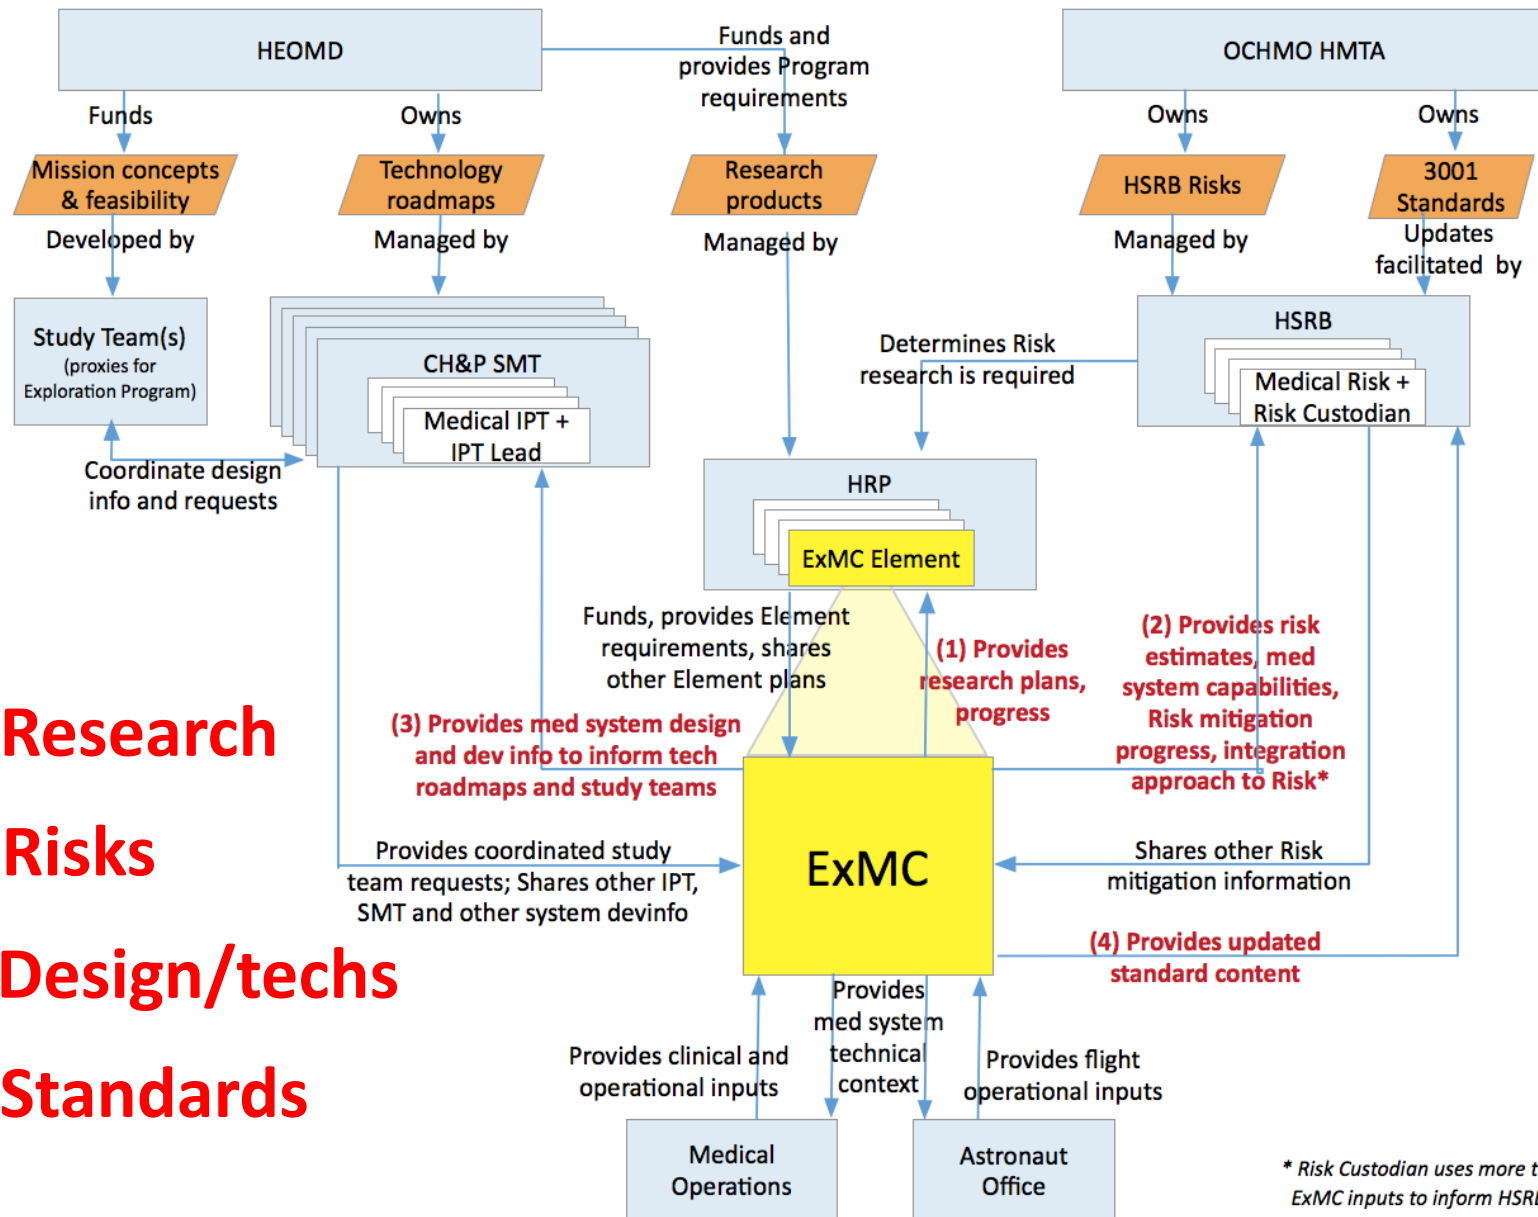 HEOMD
Funds and
provides Program
requirements
OCHMO HMTA
Funds
Owns
Owns
Owns
Mission concepts
& feasibility
Technology
roadmaps
Research
products
HSRB Risks
3001
Standards
Developed by
Managed by
Managed by
Managed by
Updates
facilitated by
Study Team(s)
(proxies for
Exploration Program)
CH&P SMT
Medical IPT +
IPT Lead
Determines Risk
research is required
HSRB
Medical Risk +
Risk Custodian
Coordinate design
info and requests
HRP
ExMC Element
Funds, provides Element
requirements, shares
other Element plans
(1) Provides
research plans,
progress
(2) Provides risk
estimates, med
system capabilities,
Risk mitigation
progress, integration
approach to Risk*
(3) Provides med system design
and dev info to inform tech
roadmaps and study teams
Research
Risks
Design/techs
Standards
Provides coordinated study
team requests; Shares other IPT,
SMT and other system devinfo
ExMC
Shares other Risk
mitigation information
(4) Provides updated
standard content
Provides clinical and
operational inputs
Provides
med system
technical
context
Provides flight
operational inputs
Medical
Operations
Astronaut
Office
* Risk Custodian uses more
ExMC inputs to inform